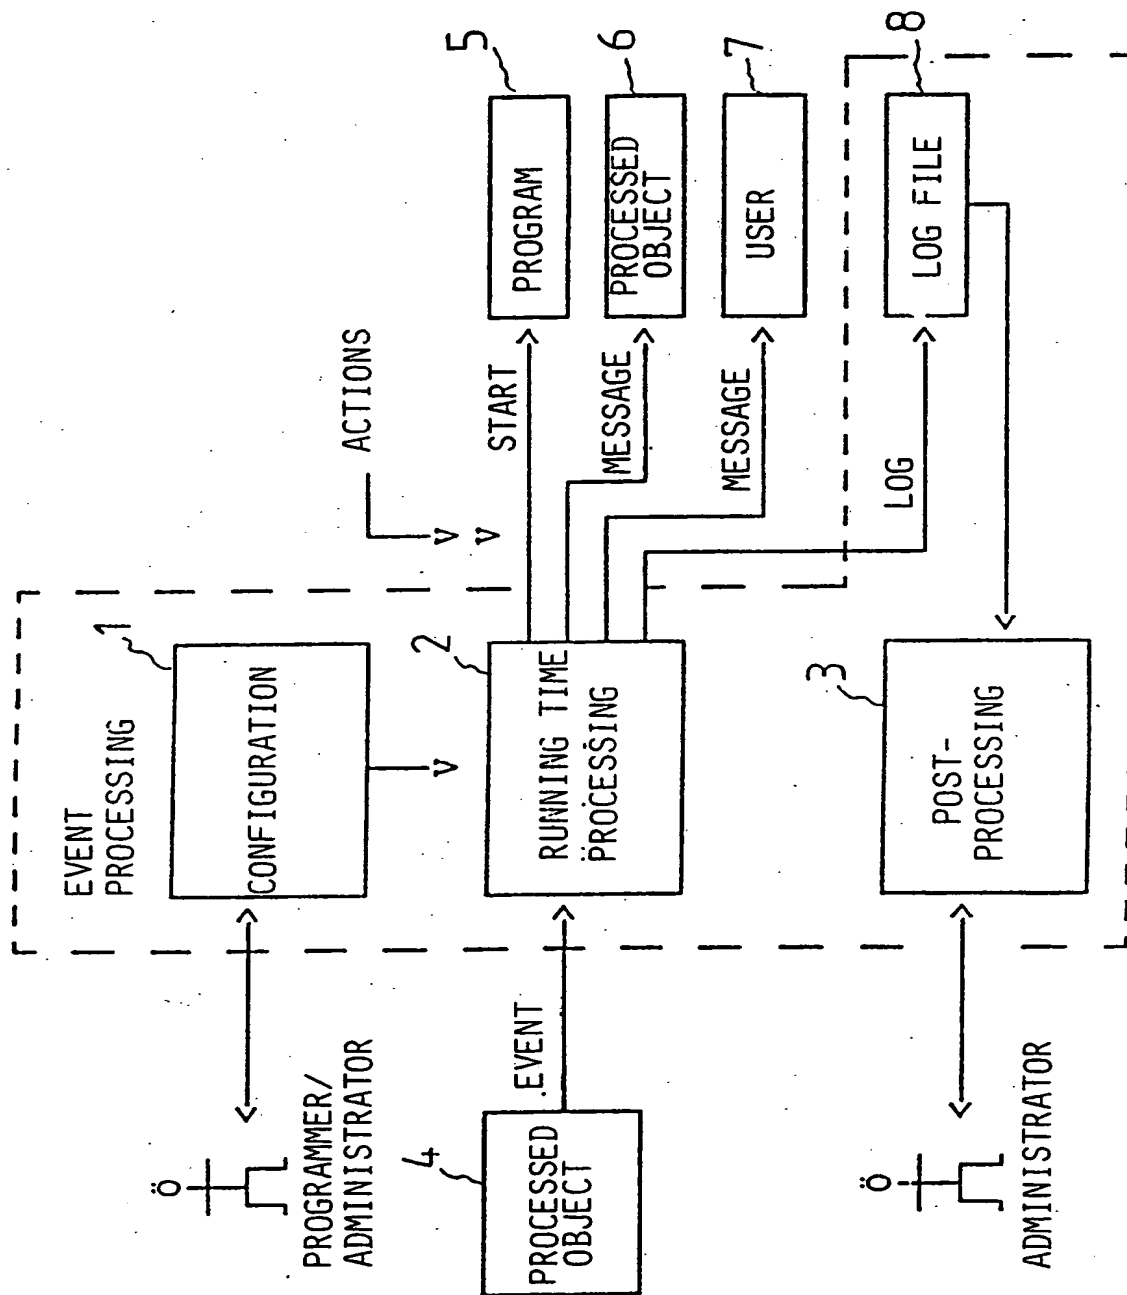 EVENT
PROCESSING
1
CONFIGURATION
PROGRAMMER/
ADMINISTRATOR
ACTIONS
2
RUNNING TIME
PROCESSING
4
PROCESSED
OBJECT
EVENT
START
5
PROGRAM
MESSAGE
6
PROCESSED
OBJECT
MESSAGE
7
USER
LOG
8
LOG FILE
3
POST-
PROCESSING
ADMINISTRATOR